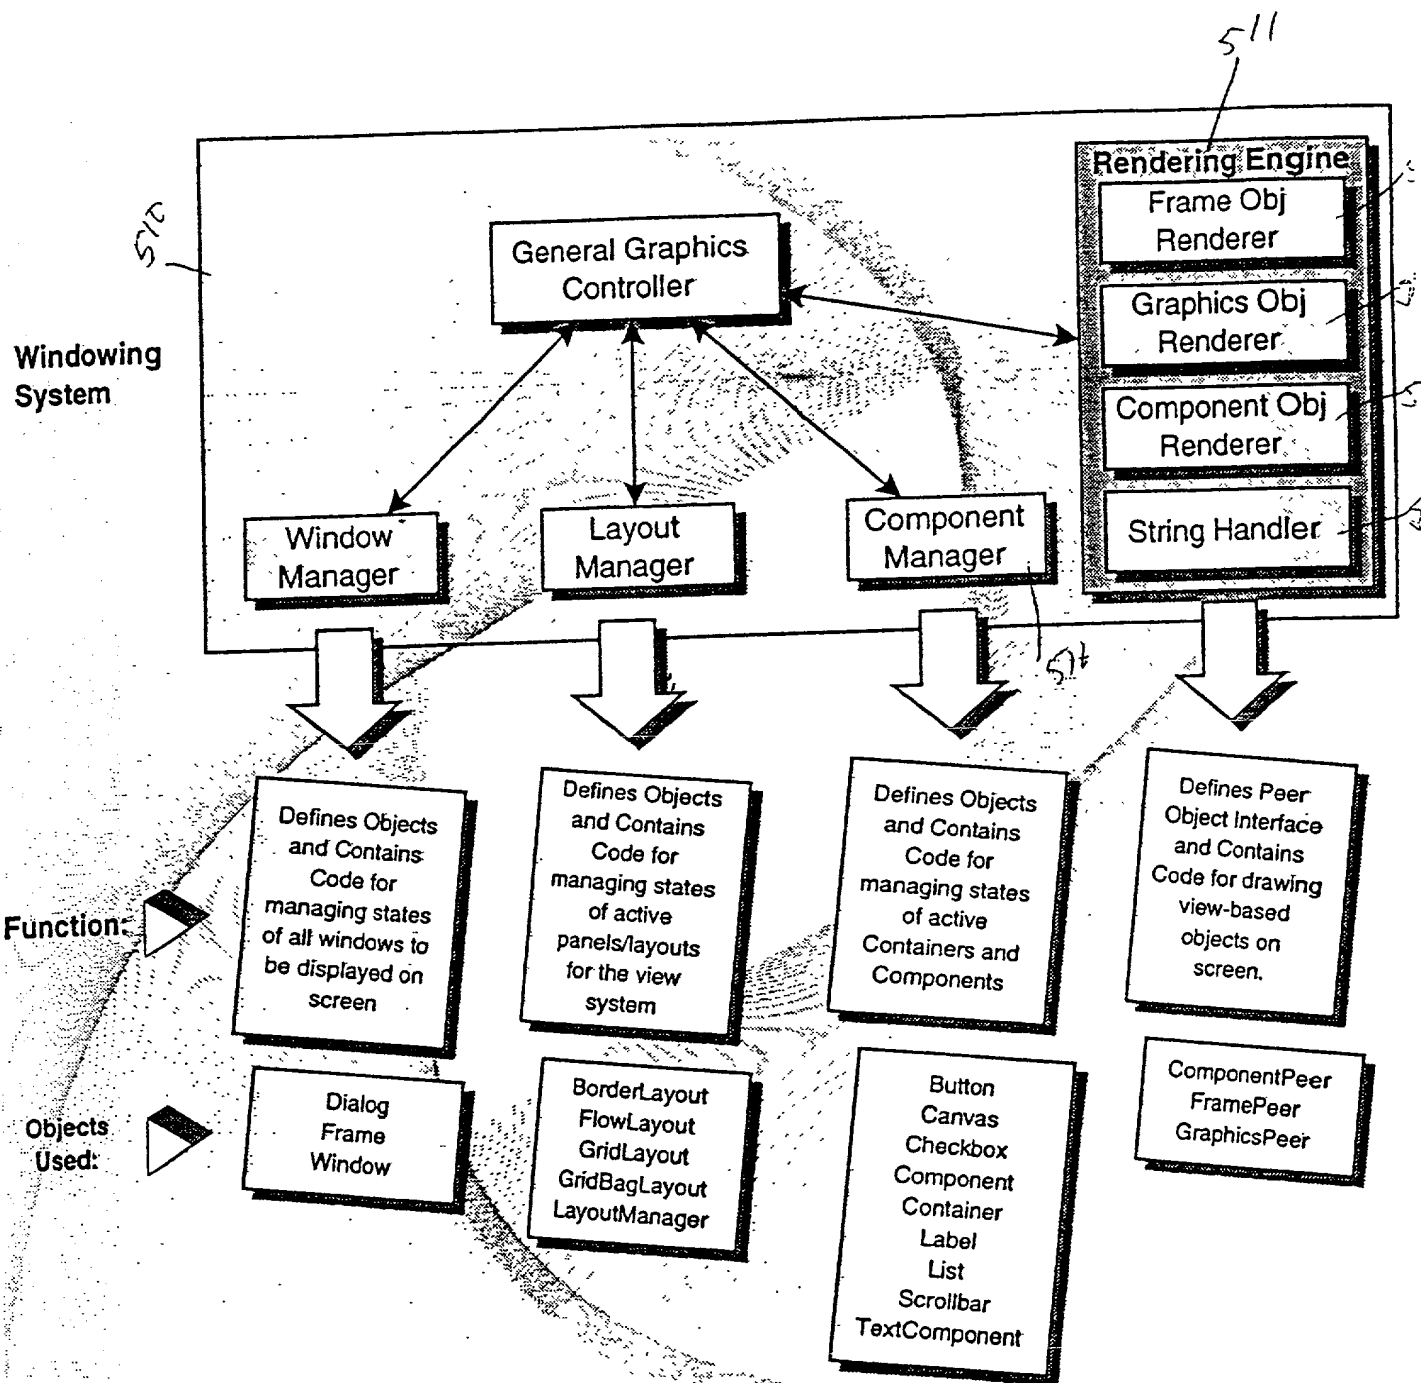 511
Rendering Engine
Frame Obj
Renderer
General Graphics
Controller
Graphics Obj
Renderer
Windowing
System
Component Obj
Renderer
Window
Manager
Layout
Manager
Component
Manager
String Handler
Function:
Defines Objects
and Contains
Code for
managing states
of all windows to
be displayed on
screen
Defines Objects
and Contains
Code for
managing states
of active
panels/layouts
for the view
system
Defines Objects
and Contains
Code for
managing states
of active
Containers and
Components
Defines Peer
Object Interface
and Contains
Code for drawing
view-based
objects on
screen.
Objects
Used:
Dialog
Frame
Window
BorderLayout
FlowLayout
GridLayout
GridBagLayout
LayoutManager
Button
Canvas
Checkbox
Component
Container
Label
List
Scrollbar
TextComponent
ComponentPeer
FramePeer
GraphicsPeer